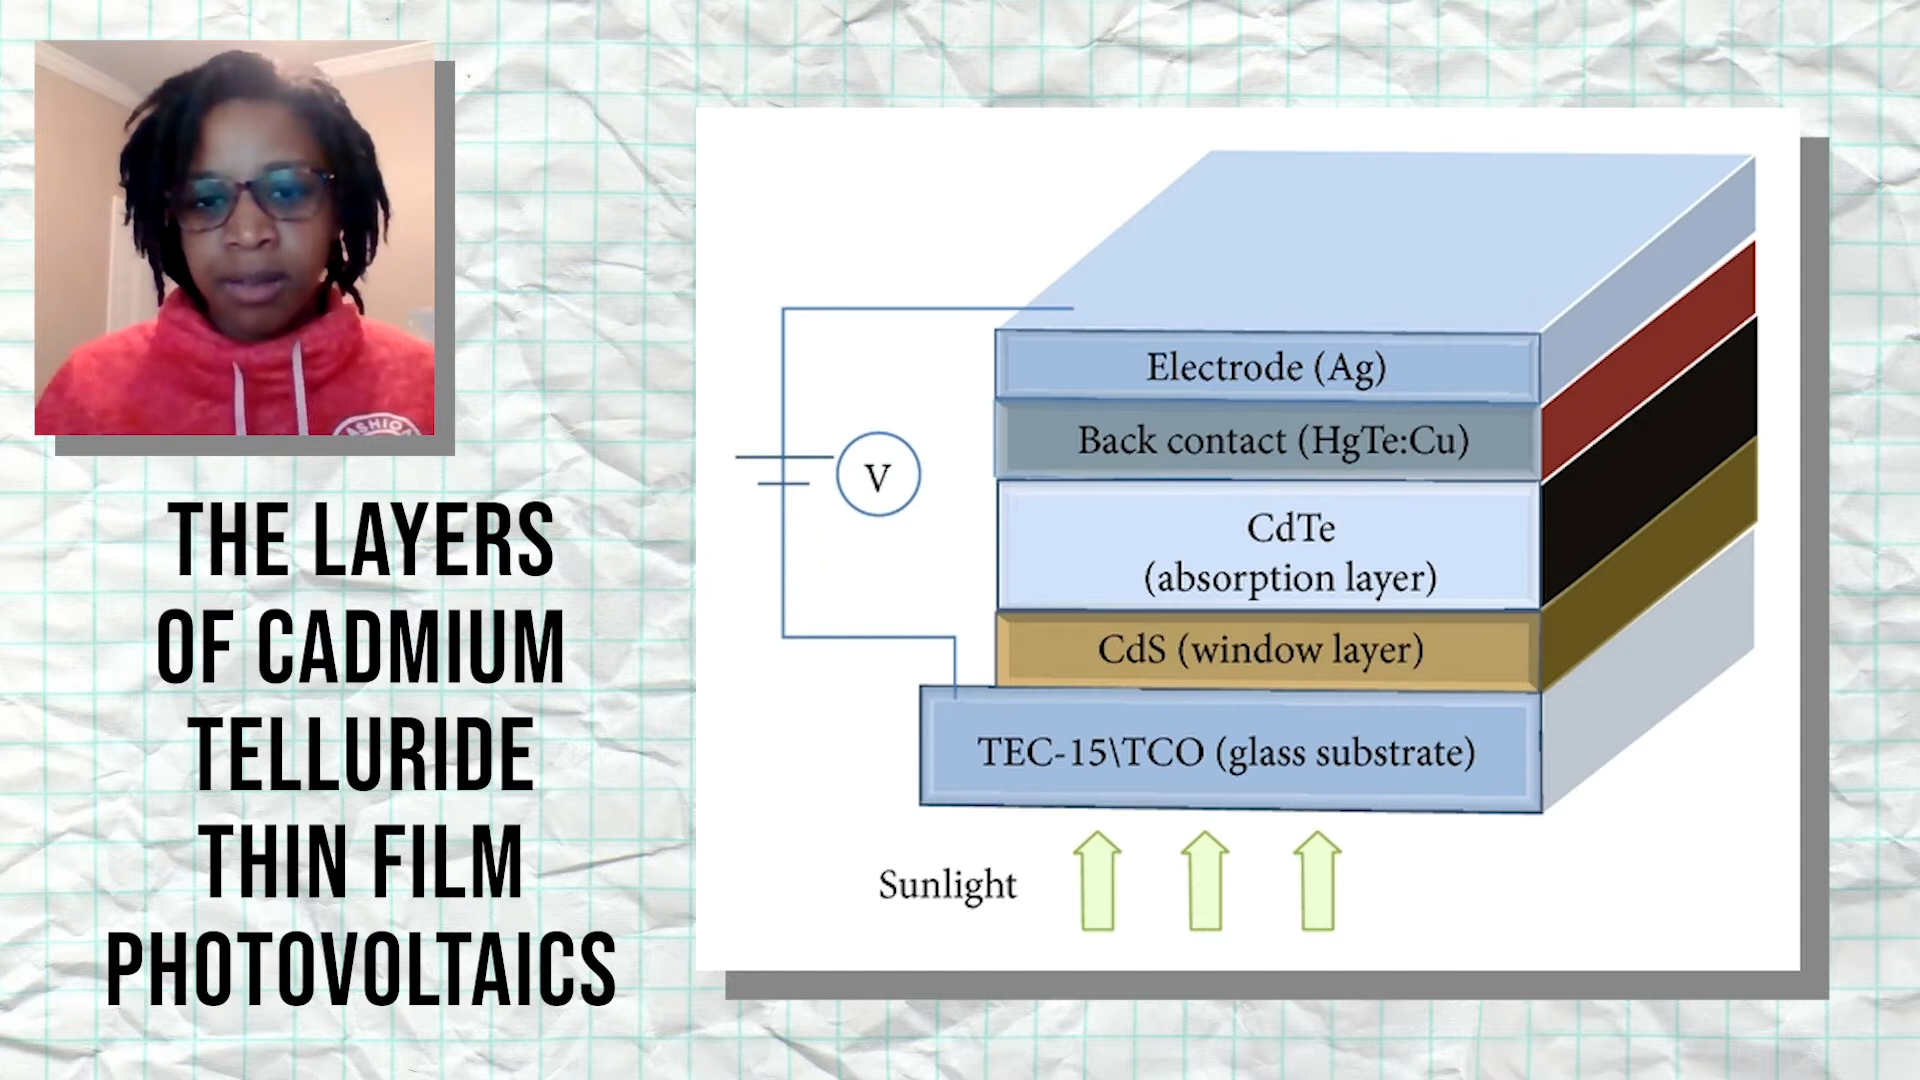 ASHIO
THE LAYERS
OF CADMIUM
TELLURIDE
THIN FILM
PHOTOVOLTAICS
Electrode (Ag)
Back contact (HgTe:Cu)
V
CdTe
(absorption layer)
CdS (window layer)
TEC-15\TCO (glass substrate)
Sunlight